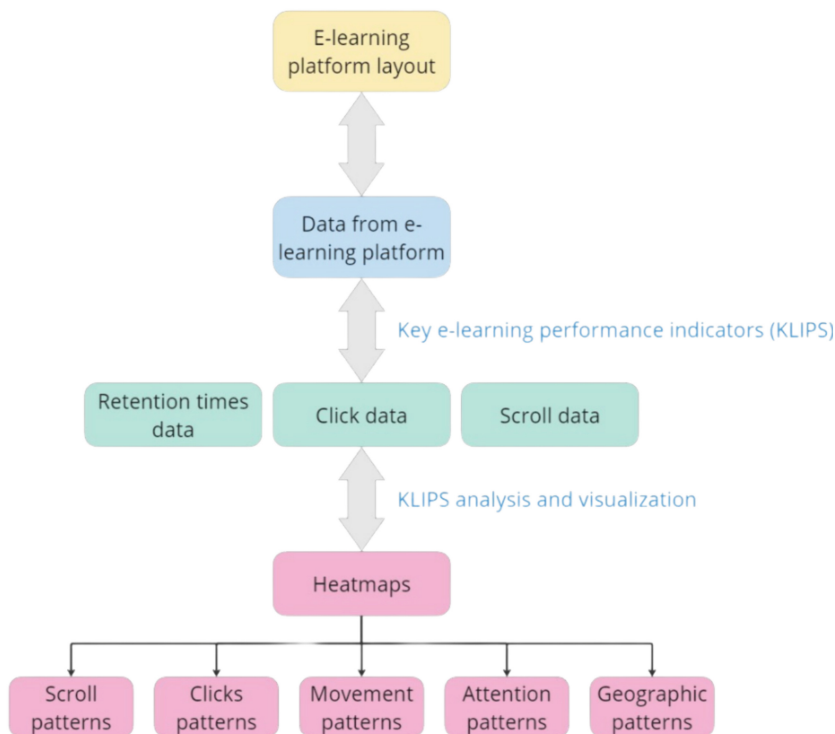 E-learning
platform layout
Data from e-
learning platform
Key e-learning performance indicators (KLIPS)
Retention times
data
Click data
Scroll data
KLIPS analysis and visualization
Heatmaps
Scroll
patterns
Clicks
patterns
Movement
patterns
Attention
patterns
Geographic
patterns